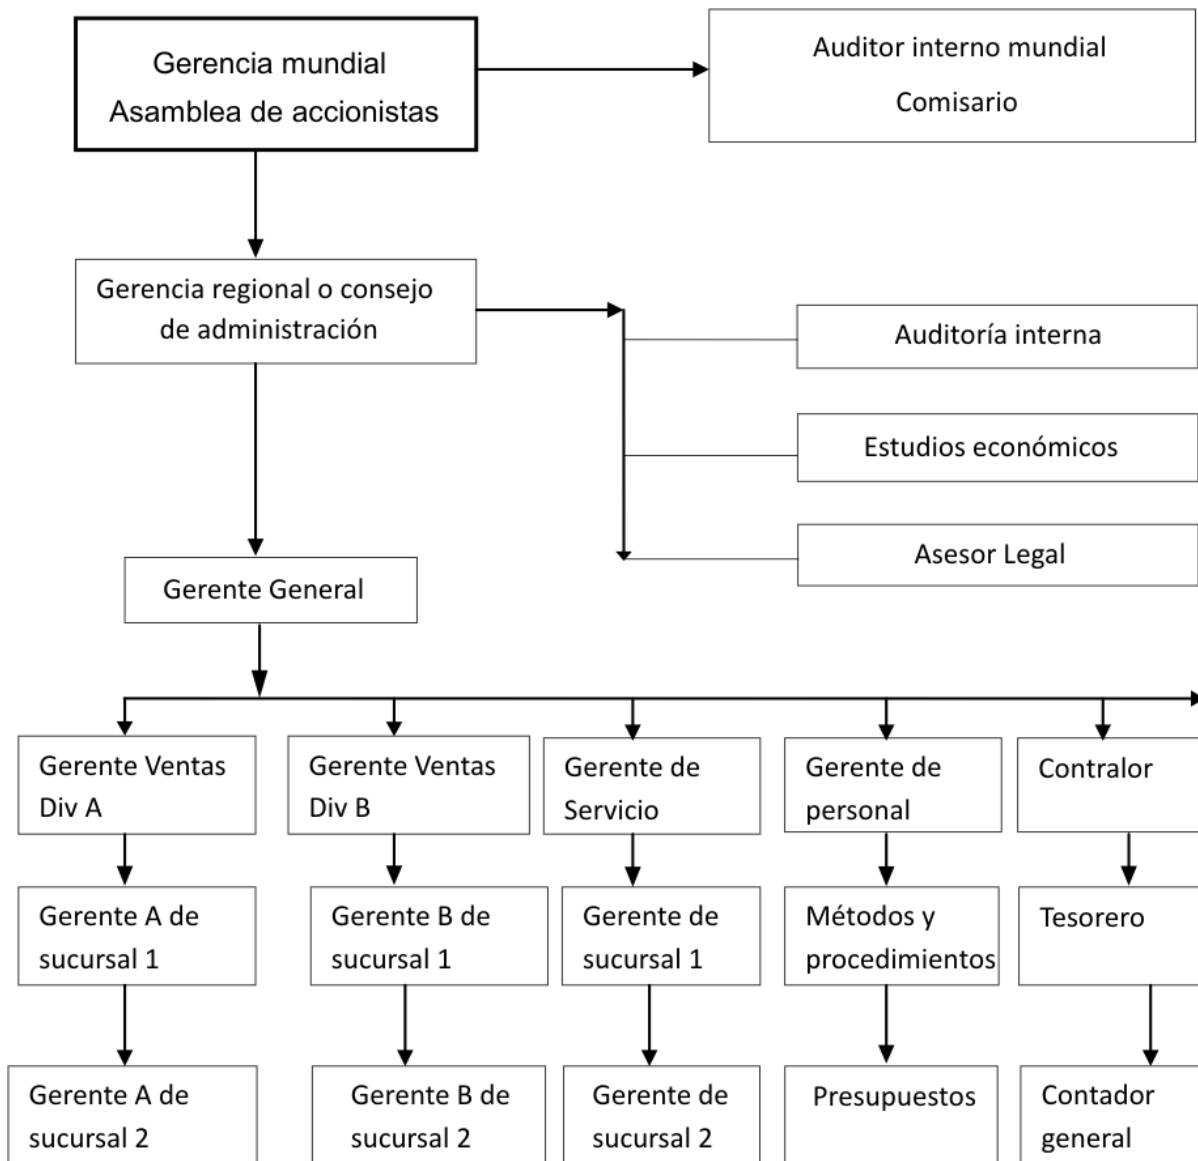 Gerencia mundial
Asamblea de accionistas
Auditor interno mundial
Comisario
Gerencia regional o consejo
de administración
Auditoría interna
Estudios económicos
Asesor Legal
Gerente General
Gerente Ventas
Div A
Gerente Ventas
Div B
Gerente de
Servicio
Gerente de
personal
Contralor
Gerente A de
sucursal 1
Gerente B de
sucursal 1
Gerente de
sucursal 1
Métodos y
procedimientos
Tesorero
Gerente A de
sucursal 2
Gerente B de
sucursal 2
Gerente de
sucursal 2
Presupuestos
Contador
general